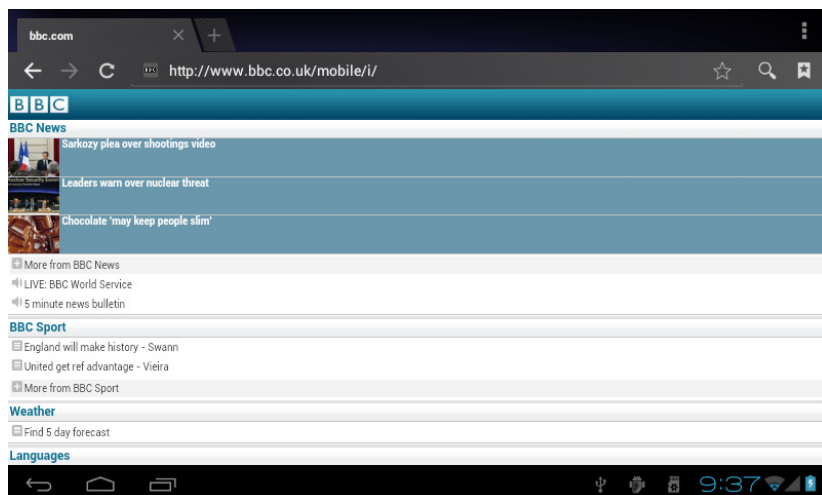 bbc.com
http://www.bbc.co.uk/mobile/i/
BBC
BBC News
Sarkozy plea over shootings video
Leaders warn over nuclear threat
Chocolate 'may keep people slim'
More from BBC News
LIVE: BBC World Service
5 minute news bulletin
BBC Sport
England will make history - Swann
United get ref advantage - Vieira
More from BBC Sport
Weather
Find 5 day forecast
Languages
9:37